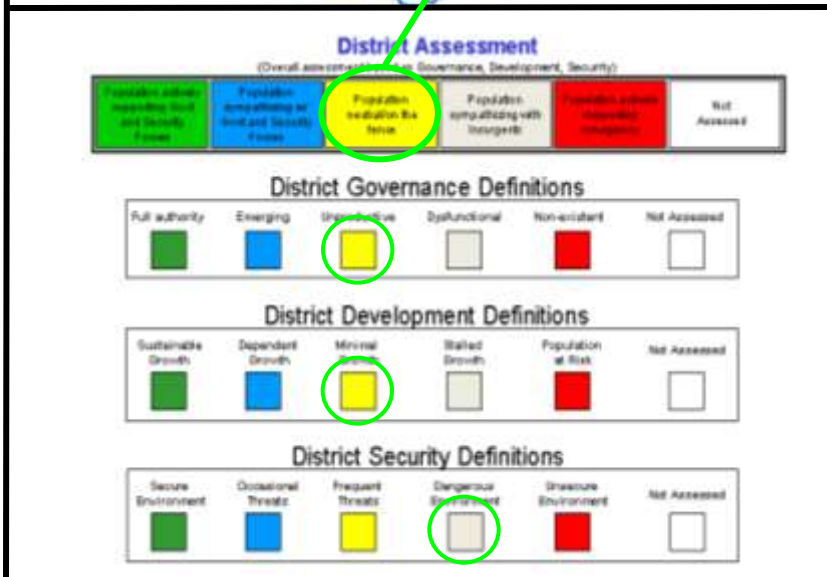 District Assessment
(Overall assessment Governance, Development, Security)
Population actively supporting Govt and Security Forces
Population sympathizing w/ Govt and Security Forces
Population neutral/on the fence
Population sympathizing with Insurgents
Population actively supporting Insurgency
Not Assessed
District Governance Definitions
Full authority Emerging Unproductive Dysfunctional Non-existent Not Assessed
District Development Definitions
Sustainable Growth Dependent Growth Minimal Growth Stalled Growth Population at Risk Not Assessed
District Security Definitions
Secure Environment Occasional Threats Frequent Threats Dangerous Environment Unsecure Environment Not Assessed